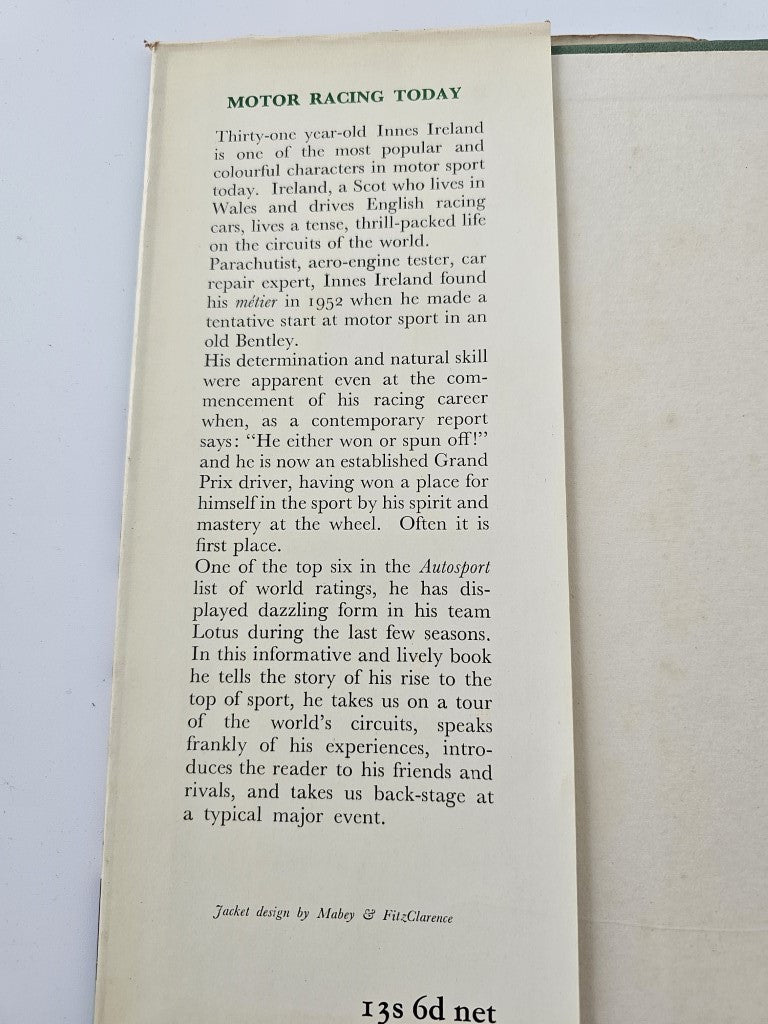 MOTOR RACING TODAY
Thirty-one year-old Innes Ireland
is one of the most popular and
colourful characters in motor sport
today. Ireland, a Scot who lives in
Wales and drives English racing
cars, lives a tense, thrill-packed life
on the circuits of the world.
Parachutist, aero-engine tester, car
repair expert, Innes Ireland found
his métier in 1952 when he made a
tentative start at motor sport in an
old Bentley.
His determination and natural skill
were apparent even at the com-
mencement of his racing career
when, as a contemporary report
says: “He either won or spun off!”
and he is now an established Grand
Prix driver, having won a place for
himself in the sport by his spirit and
mastery at the wheel. Often it is
first place.
One of the top six in the Autosport
list of world ratings, he has dis-
played dazzling form in his team
Lotus during the last few seasons.
In this informative and lively book
he tells the story of his rise to the
top of sport, he takes us on a tour
of the world's circuits, speaks
frankly of his experiences, intro-
duces the reader to his friends and
rivals, and takes us back-stage at
a typical major event.
Jacket design by Mabey & FitzClarence
13s 6d net